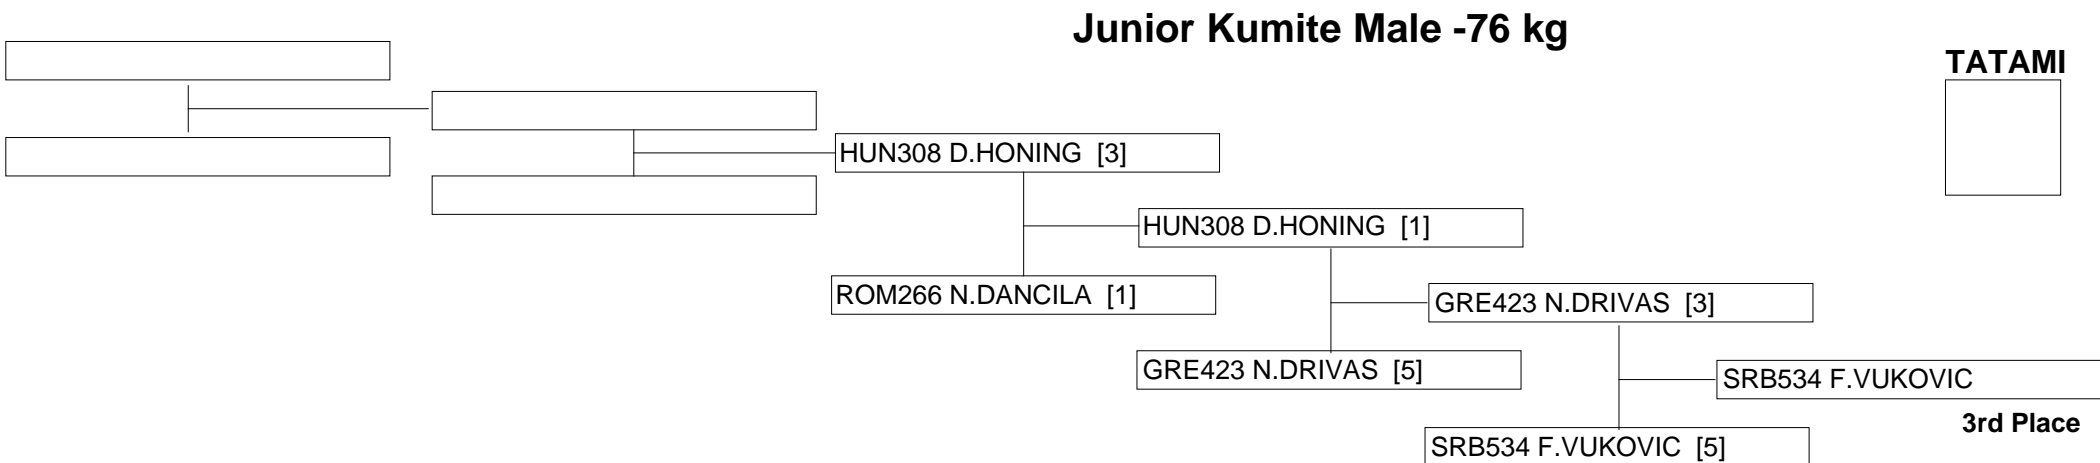 Junior Kumite Male -76 kg
TATAMI
HUN308 D.HONING [3]
HUN308 D.HONING [1]
ROM266 N.DANCILA [1]
GRE423 N.DRIVAS [3]
GRE423 N.DRIVAS [5]
SRB534 F.VUKOVIC
3rd Place
SRB534 F.VUKOVIC [5]